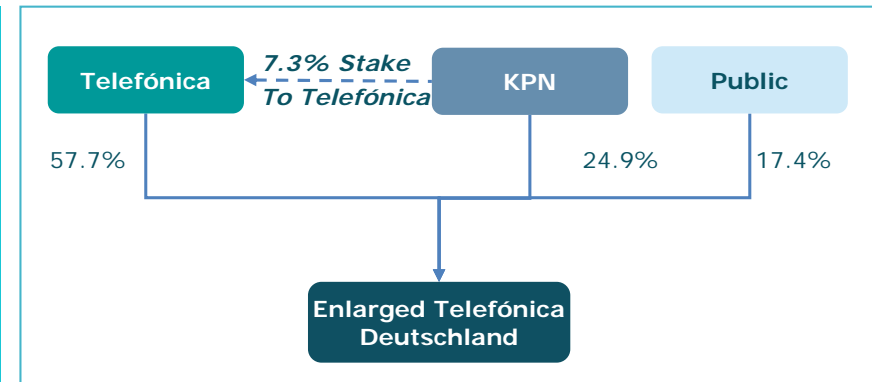 7.3% Stake
To Telefónica
Telefónica
KPN
Public
57.7%
24.9%
17.4%
Enlarged Telefónica
Deutschland